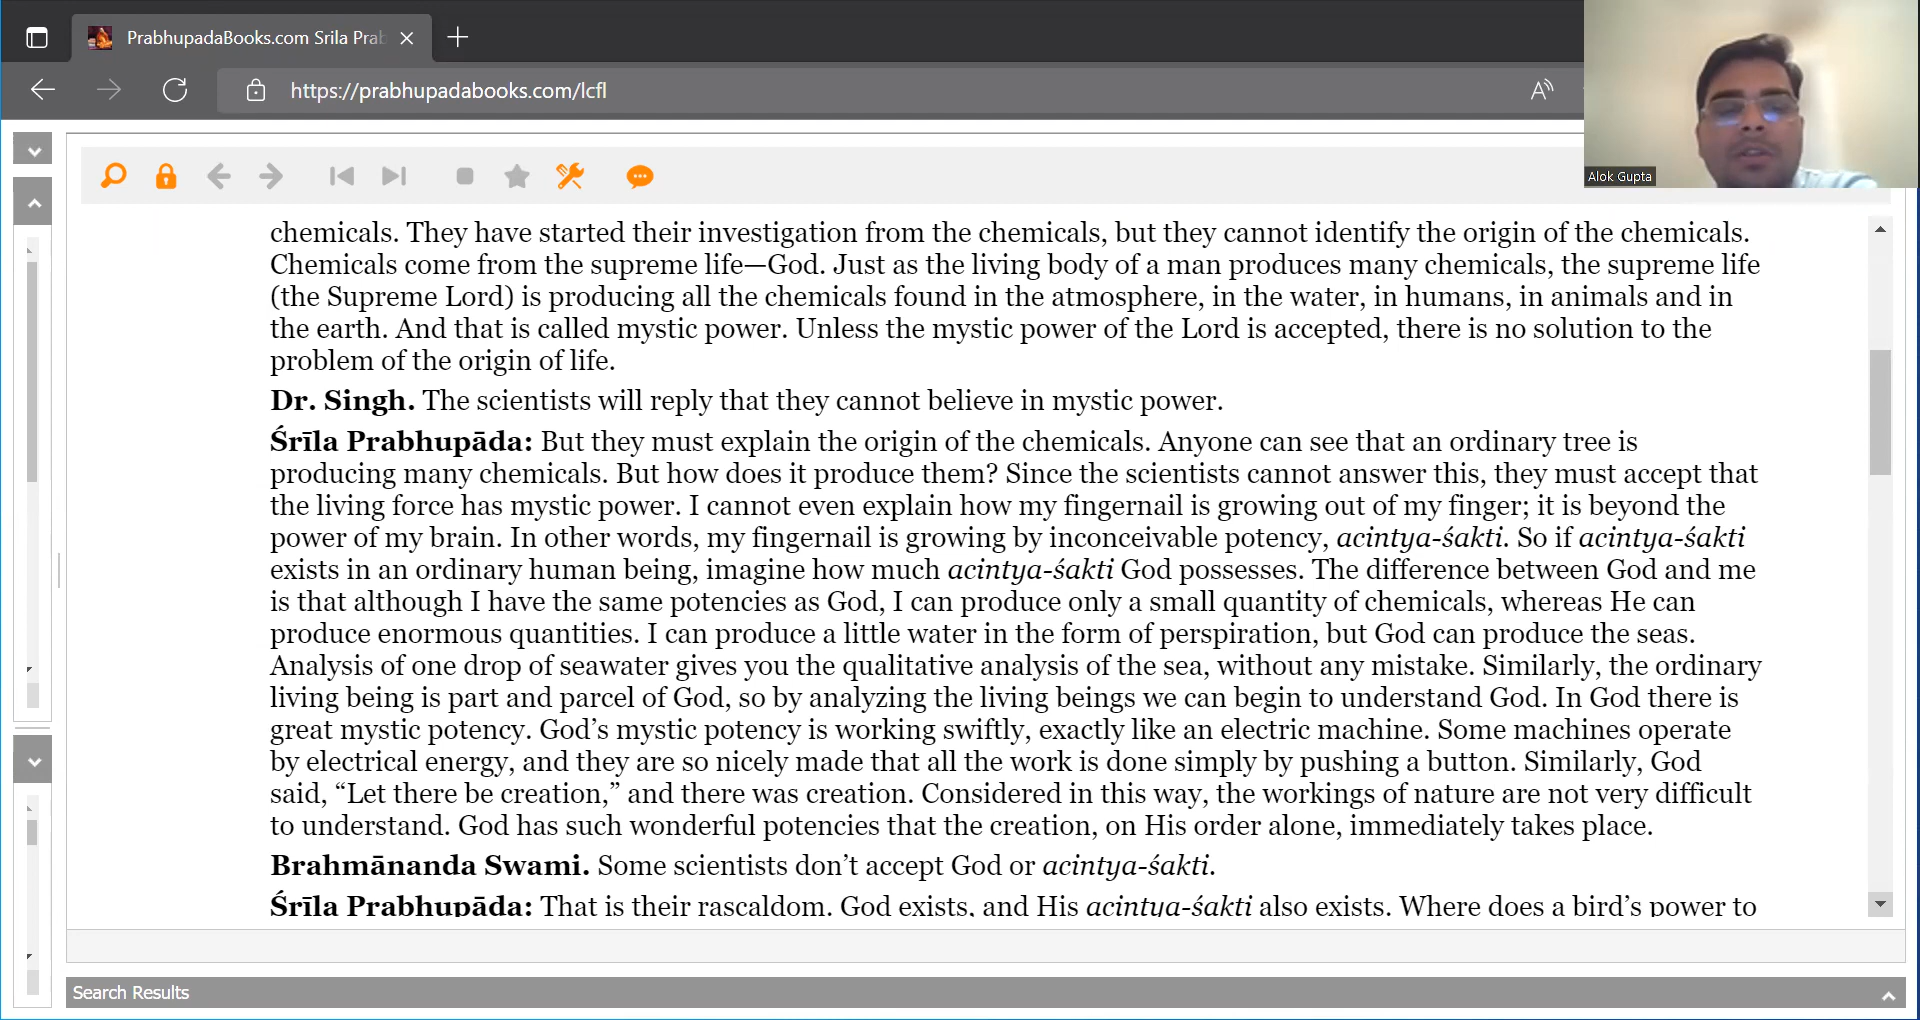 PrabhupadaBooks.com Srila Prab
https://prabhupadabooks.com/lcfl
Alok Gupta
chemicals. They have started their investigation from the chemicals, but they cannot identify the origin of the chemicals.
Chemicals come from the supreme life—God. Just as the living body of a man produces many chemicals, the supreme life
(the Supreme Lord) is producing all the chemicals found in the atmosphere, in the water, in humans, in animals and in
the earth. And that is called mystic power. Unless the mystic power of the Lord is accepted, there is no solution to the
problem of the origin of life.
Dr. Singh. The scientists will reply that they cannot believe in mystic power.
Śrīla Prabhupāda: But they must explain the origin of the chemicals. Anyone can see that an ordinary tree is
producing many chemicals. But how does it produce them? Since the scientists cannot answer this, they must accept that
the living force has mystic power. I cannot even explain how my fingernail is growing out of my finger; it is beyond the
power of my brain. In other words, my fingernail is growing by inconceivable potency, acintya-śakti. So if acintya-śakti
exists in an ordinary human being, imagine how much acintya-śakti God possesses. The difference between God and me
is that although I have the same potencies as God, I can produce only a small quantity of chemicals, whereas He can
produce enormous quantities. I can produce a little water in the form of perspiration, but God can produce the seas.
Analysis of one drop of seawater gives you the qualitative analysis of the sea, without any mistake. Similarly, the ordinary
living being is part and parcel of God, so by analyzing the living beings we can begin to understand God. In God there is
great mystic potency. God’s mystic potency is working swiftly, exactly like an electric machine. Some machines operate
by electrical energy, and they are so nicely made that all the work is done simply by pushing a button. Similarly, God
said, “Let there be creation,” and there was creation. Considered in this way, the workings of nature are not very difficult
to understand. God has such wonderful potencies that the creation, on His order alone, immediately takes place.
Brahmānanda Swami. Some scientists don’t accept God or acintya-śakti.
Śrīla Prabhupāda: That is their rascaldom. God exists, and His acintya-śakti also exists. Where does a bird’s power to
Search Results